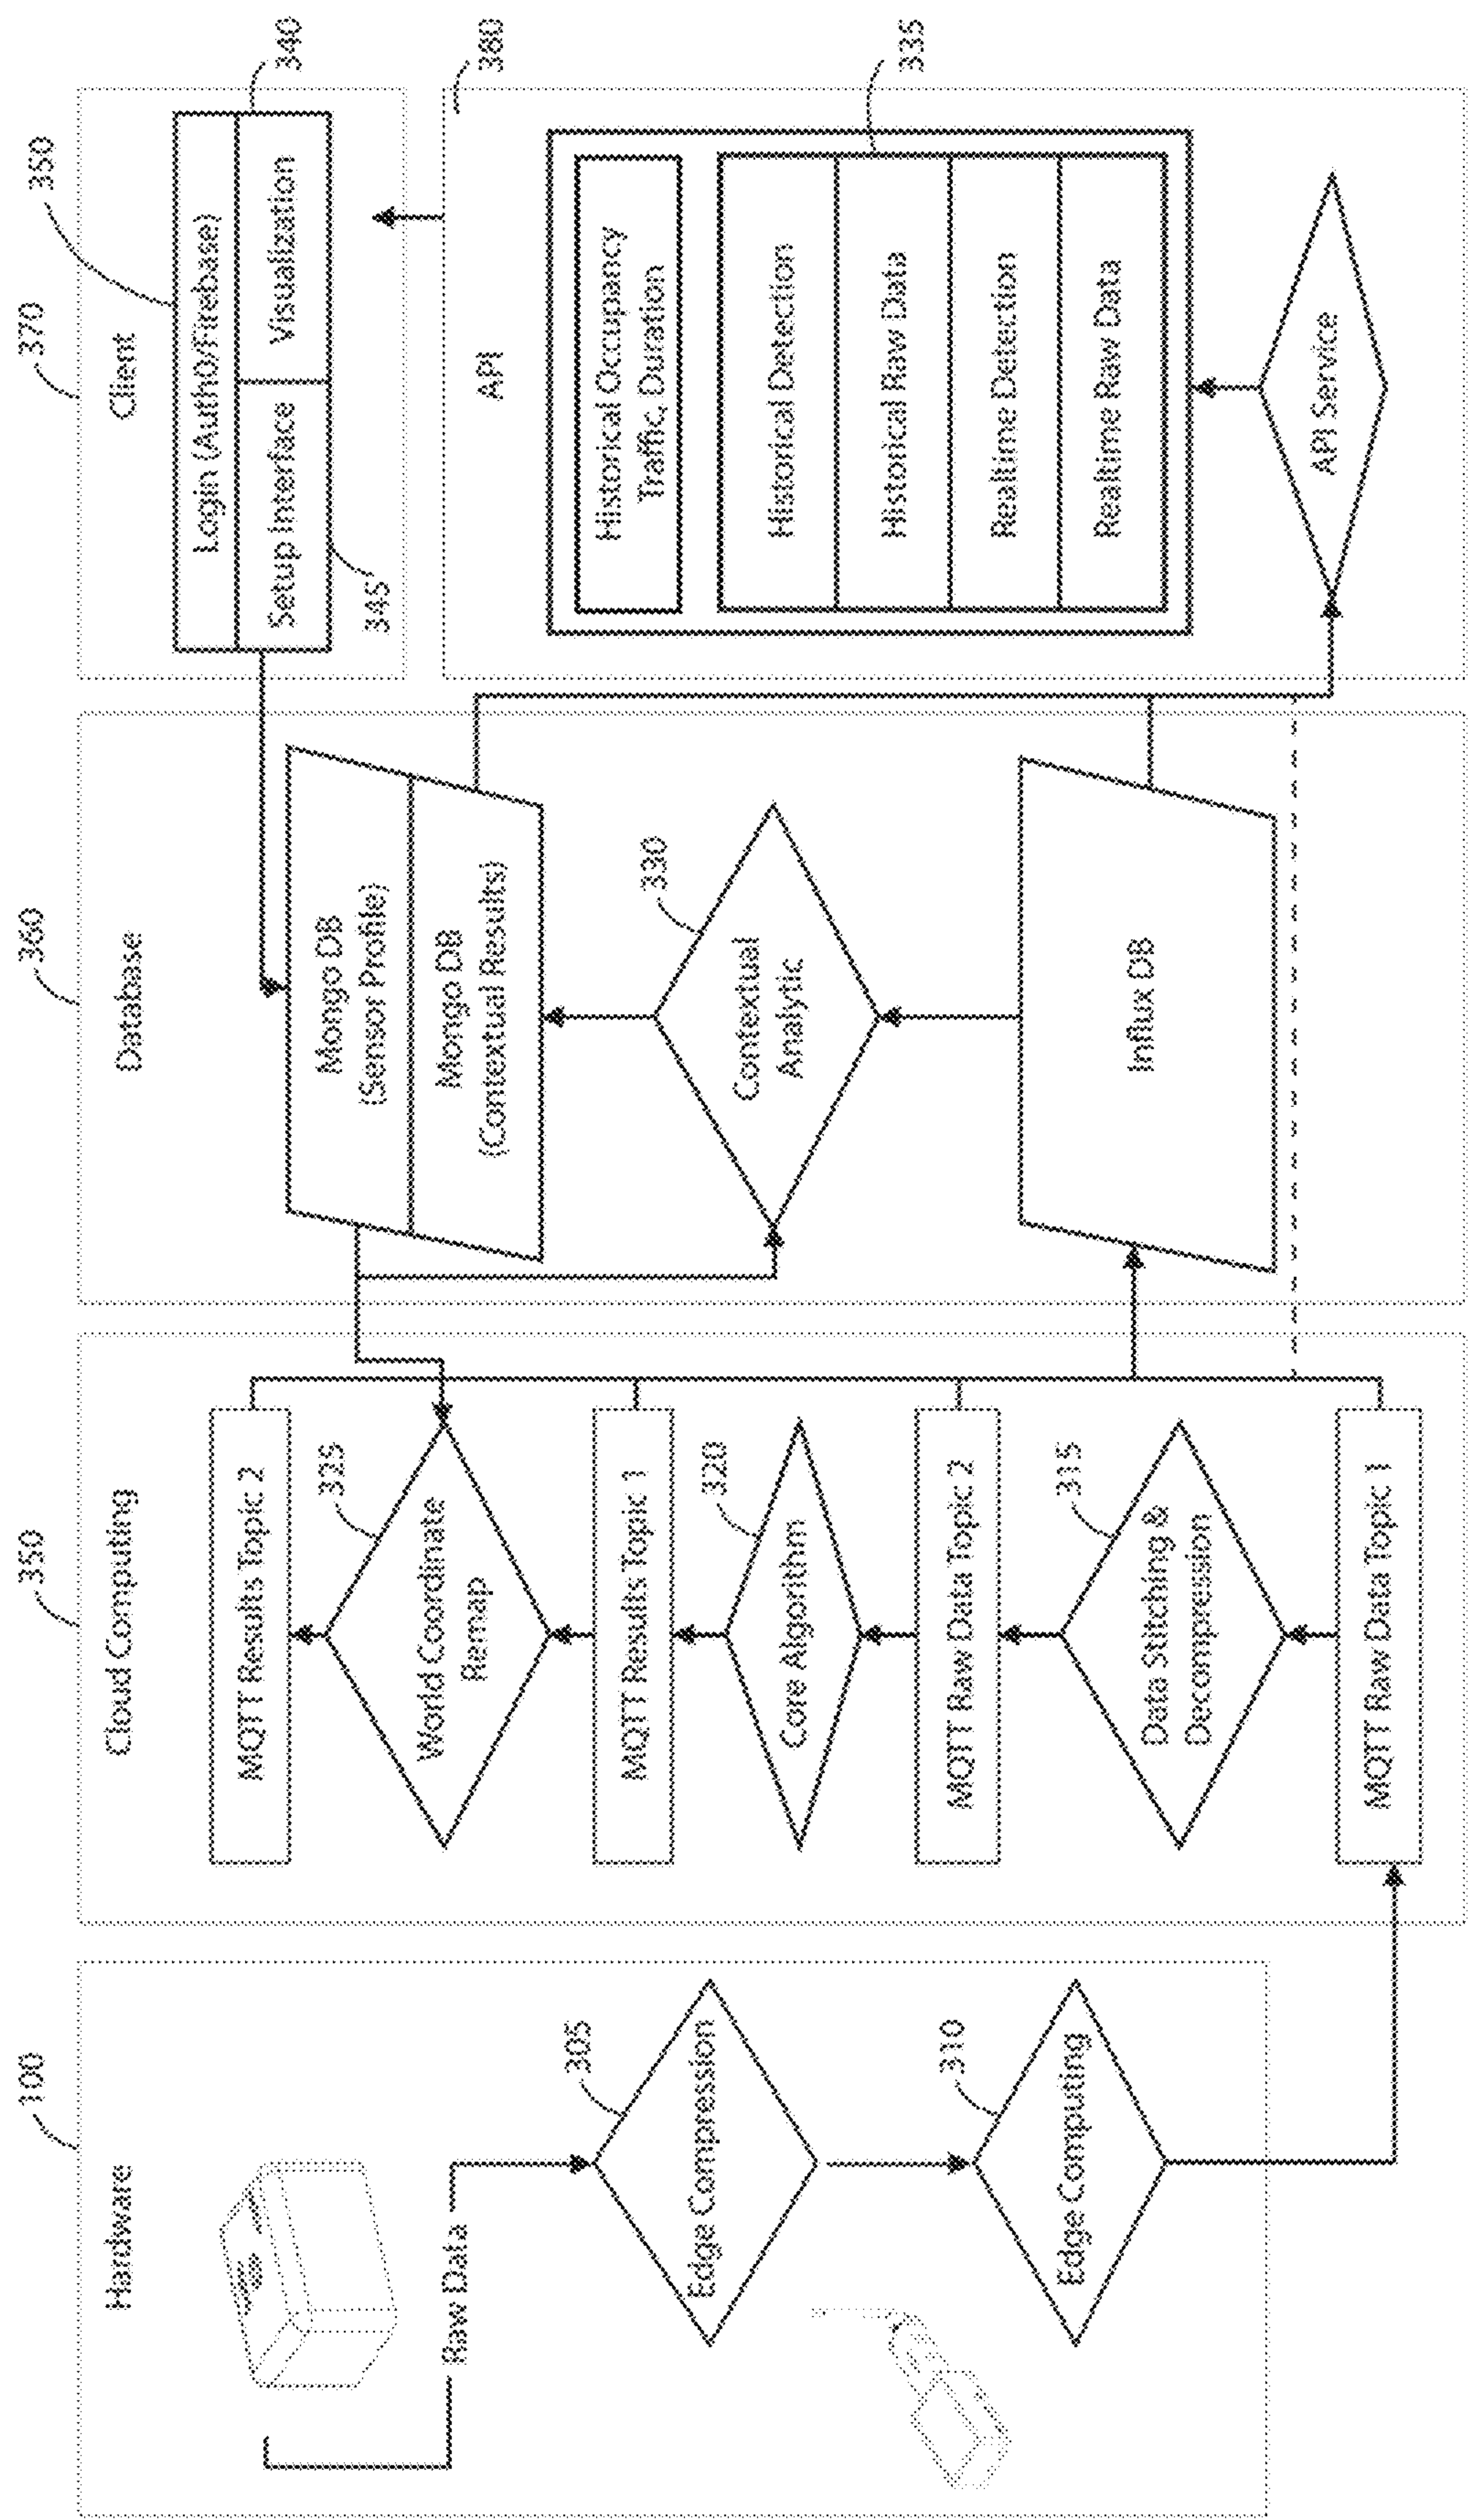 100
Hardware
Raw Data
305
Edge Compression
310
Edge Computing
350
Cloud Computing
MQTT Results Topic 2
325
World Coordinate
Remap
MQTT Results Topic 1
320
Core Algorithm
MQTT Raw Data Topic 2
315
Data Stitching &
Decompression
MQTT Raw Data Topic 1
360
Database
Mongo DB
(Sensor Profile)
Mongo DB
(Contextual Results)
330
Contextual
Analytic
Influx DB
370
Client
350
Login (Auth0/Firebase)
Setup Interface
Visualization
340
345
380
API
Historical Occupancy
Traffic, Duration
335
Historical Detection
Historical Raw Data
Realtime Detection
Realtime Raw Data
API Service